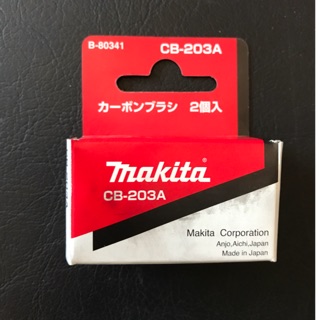 B-80341 CB-203A
カーボンブラシ 2個入
makita
CB-203A
Makita Corporation
Anjo,Aichi,Japan
Made in Japan